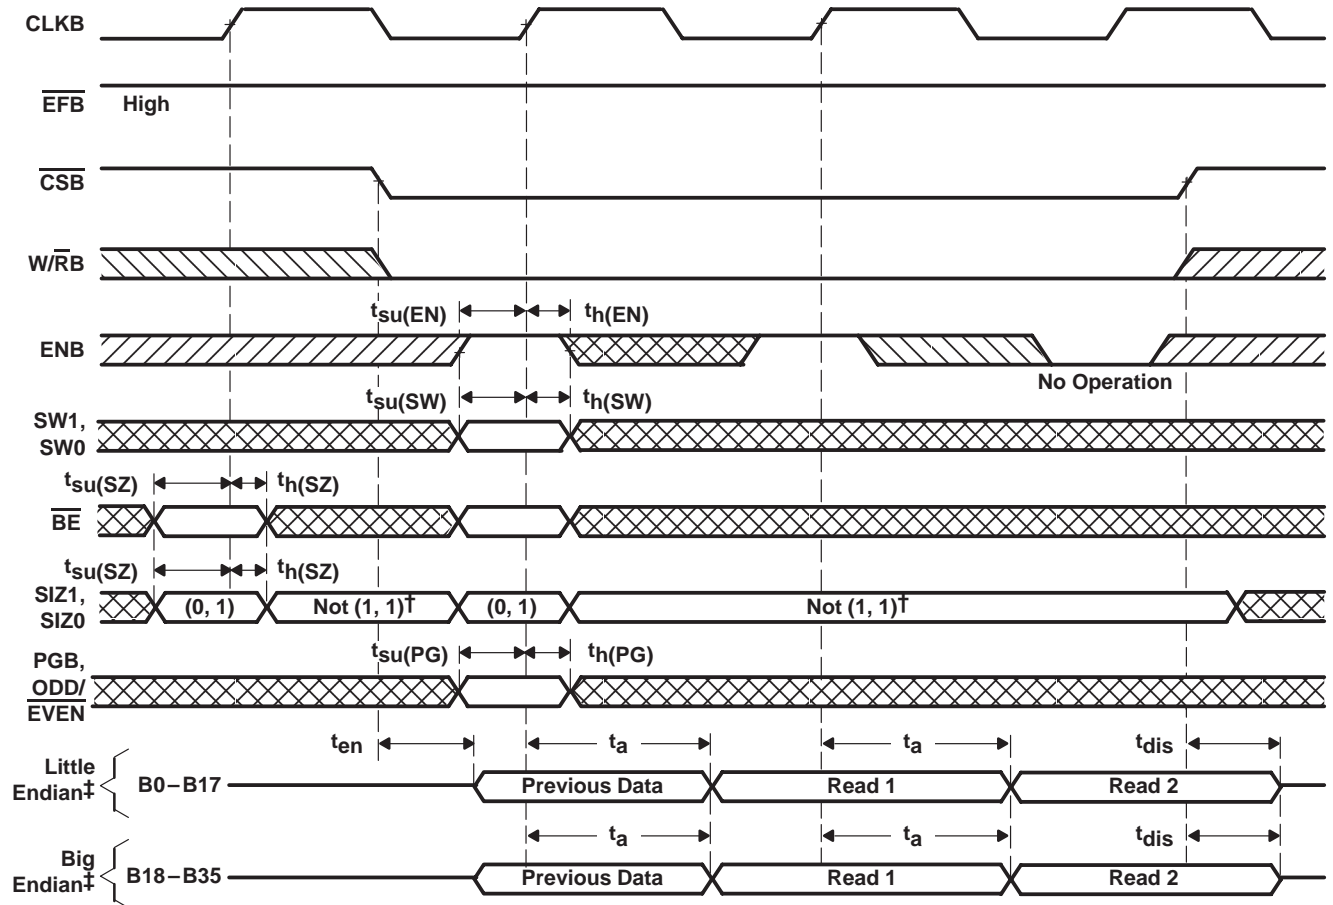 CLKB
EFB High
CSB
W/RB
tsu(EN) th(EN)
ENB
No Operation
tsu(SW) th(SW)
SW1,
SW0
tsu(SZ) th(SZ)
BE
tsu(SZ) th(SZ)
SIZ1,
SIZ0
(0, 1) Not (1, 1)† (0, 1) Not (1, 1)†
tsu(PG) th(PG)
PGB,
ODD/
EVEN
ten ta ta tdis
Little
Endian‡
B0–B17 Previous Data Read 1 Read 2
ta ta tdis
Big
Endian‡
B18–B35 Previous Data Read 1 Read 2